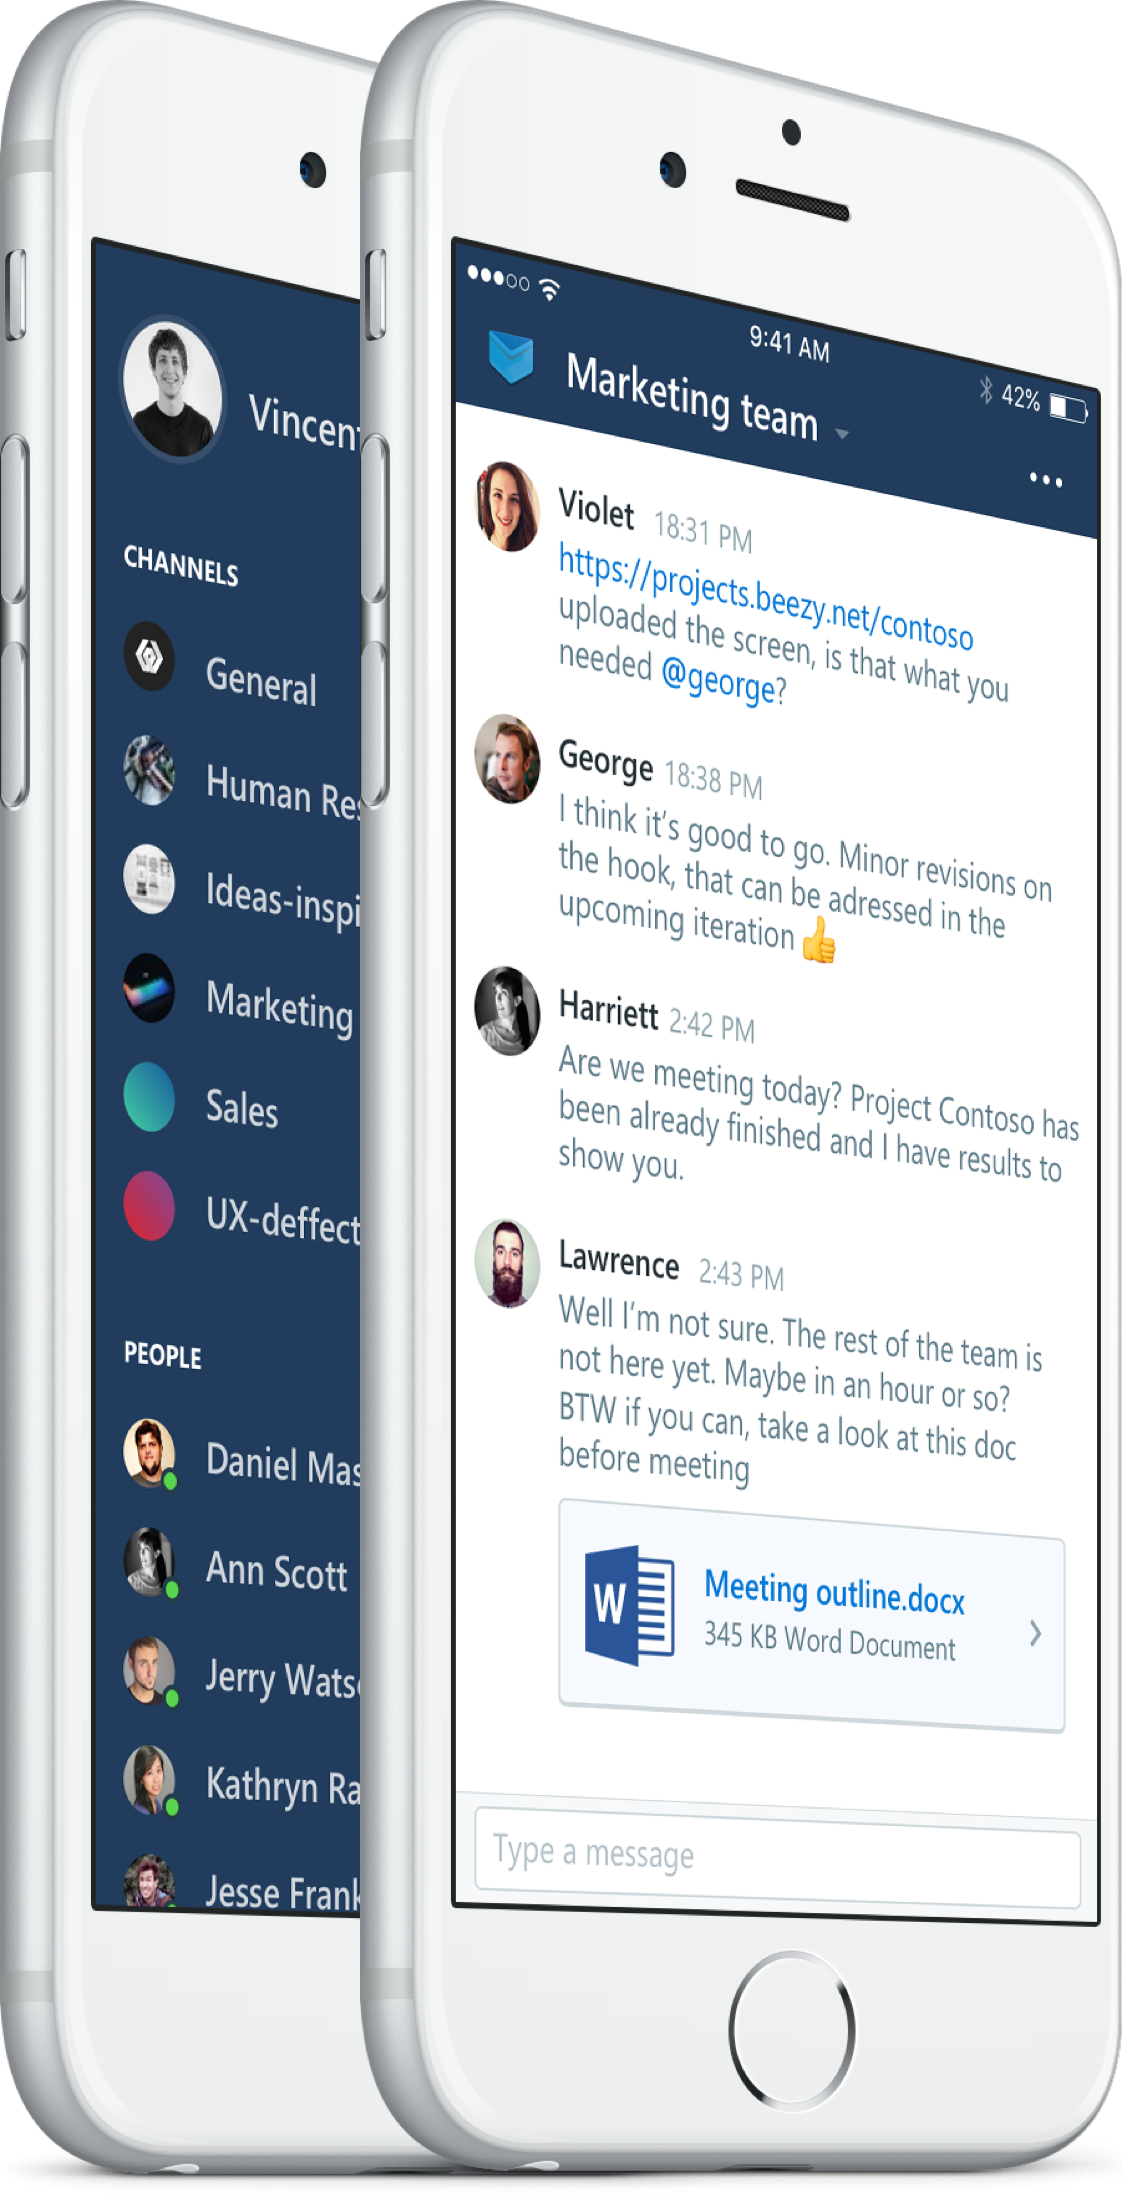 Vincent
CHANNELS
General
Human Res
Ideas-inspi
Marketing
Sales
UX-deffect
PEOPLE
Daniel Mas
Ann Scott
Jerry Wats
Kathryn Ra
Jesse Frank
9:41 AM
42%
Marketing team
Violet 18:31 PM
https://projects.beezy.net/contoso
uploaded the screen, is that what you
needed @george?
George 18:38 PM
I think it's good to go. Minor revisions on
the hook, that can be adressed in the
upcoming iteration 👍
Harriett 2:42 PM
Are we meeting today? Project Contoso has
been already finished and I have results to
show you.
Lawrence 2:43 PM
Well I'm not sure. The rest of the team is
not here yet. Maybe in an hour or so?
BTW if you can, take a look at this doc
before meeting
W
Meeting outline.docx
345 KB Word Document
Type a message